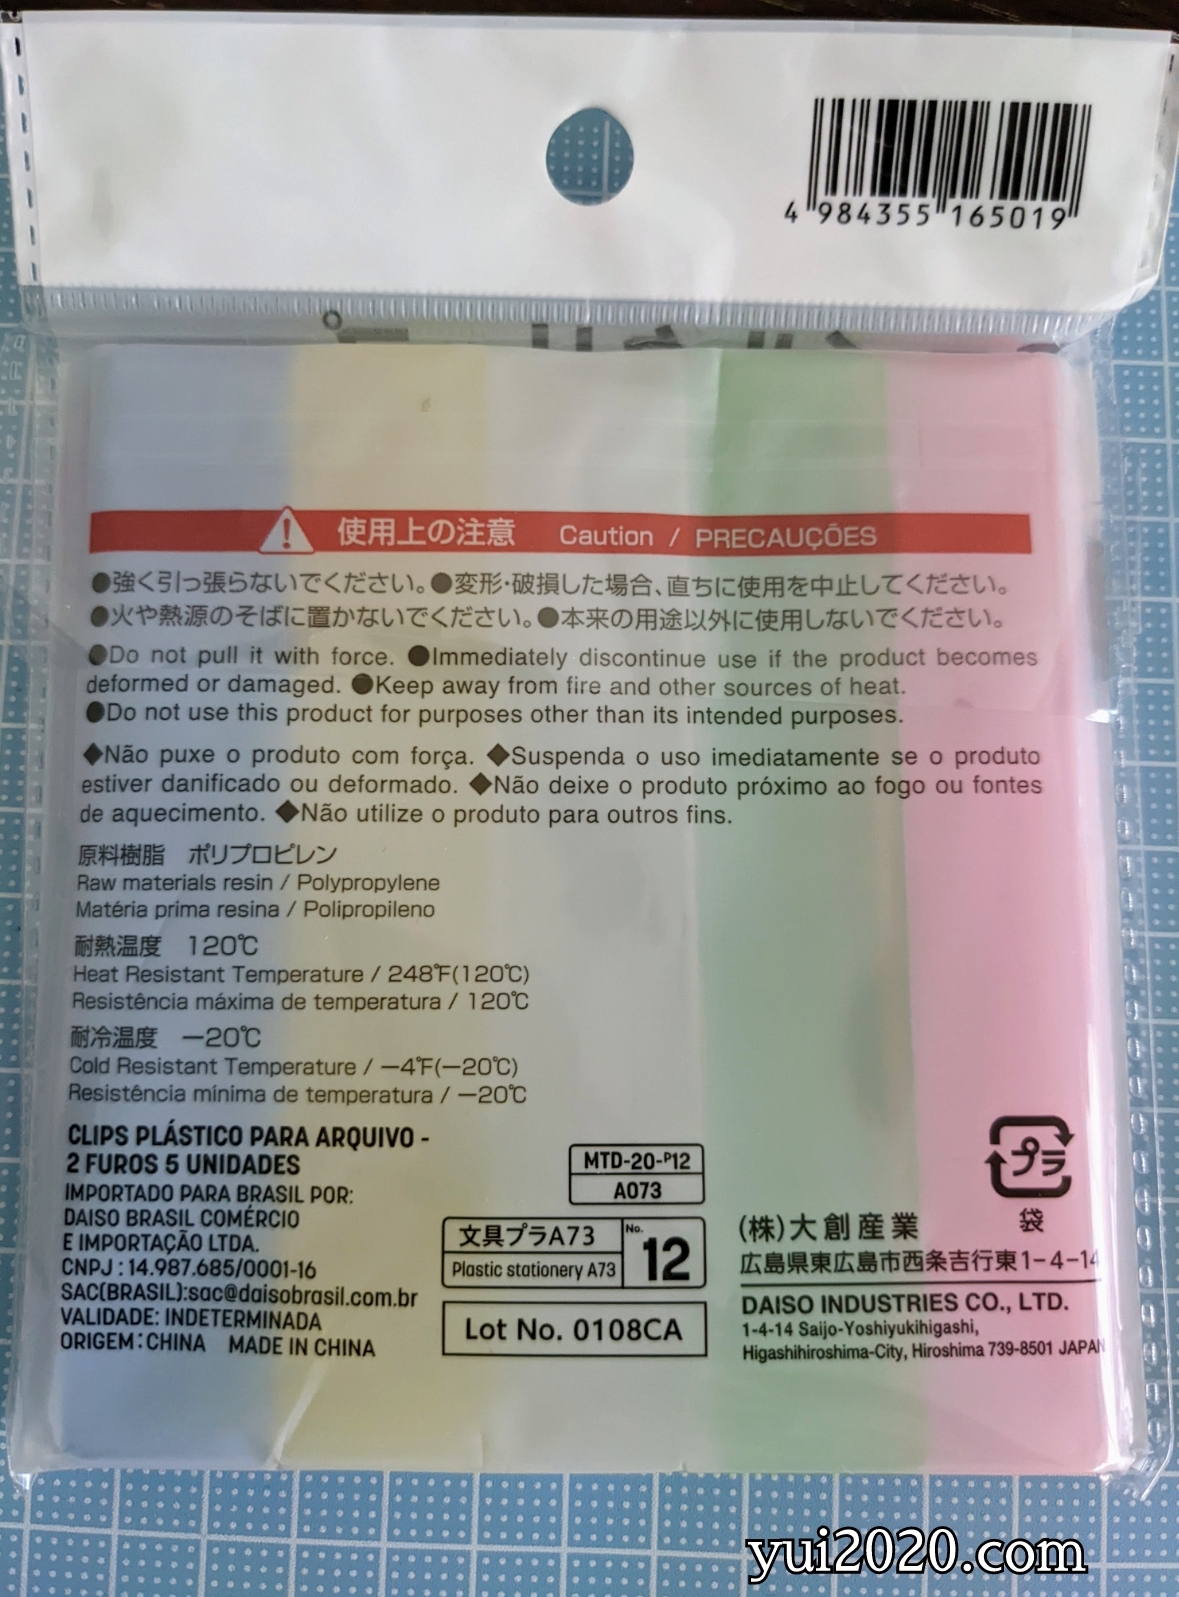 4 984355 165019
使用上の注意 Caution / PRECAUÇÕES
●強く引っ張らないでください。●変形・破損した場合、直ちに使用を中止してください。
●火や熱源のそばに置かないでください。●本来の用途以外に使用しないでください。
●Do not pull it with force. ●Immediately discontinue use if the product becomes
deformed or damaged. ●Keep away from fire and other sources of heat.
●Do not use this product for purposes other than its intended purposes.
◆Não puxe o produto com força. ◆Suspenda o uso imediatamente se o produto
estiver danificado ou deformado. ◆Não deixe o produto próximo ao fogo ou fontes
de aquecimento. ◆Não utilize o produto para outros fins.
原料樹脂 ポリプロピレン
Raw materials resin / Polypropylene
Matéria prima resina / Polipropileno
耐熱温度 120℃
Heat Resistant Temperature / 248℉(120℃)
Resistência máxima de temperatura / 120℃
耐冷温度 −20℃
Cold Resistant Temperature / −4℉(−20℃)
Resistência mínima de temperatura / −20℃
CLIPS PLÁSTICO PARA ARQUIVO -
2 FUROS 5 UNIDADES
IMPORTADO PARA BRASIL POR:
DAISO BRASIL COMÉRCIO
E IMPORTAÇÃO LTDA.
CNPJ : 14.987.685/0001-16
SAC(BRASIL):sac@daisobrasil.com.br
VALIDADE: INDETERMINADA
ORIGEM : CHINA MADE IN CHINA
MTD-20-P12
A073
文具プラA73
Plastic stationery A73
No. 12
Lot No. 0108CA
プラ
袋
(株)大創産業
広島県東広島市西条吉行東1-4-14
DAISO INDUSTRIES CO., LTD.
1-4-14 Saijo-Yoshiyukihigashi,
Higashihiroshima-City, Hiroshima 739-8501 JAPAN
yui2020.com